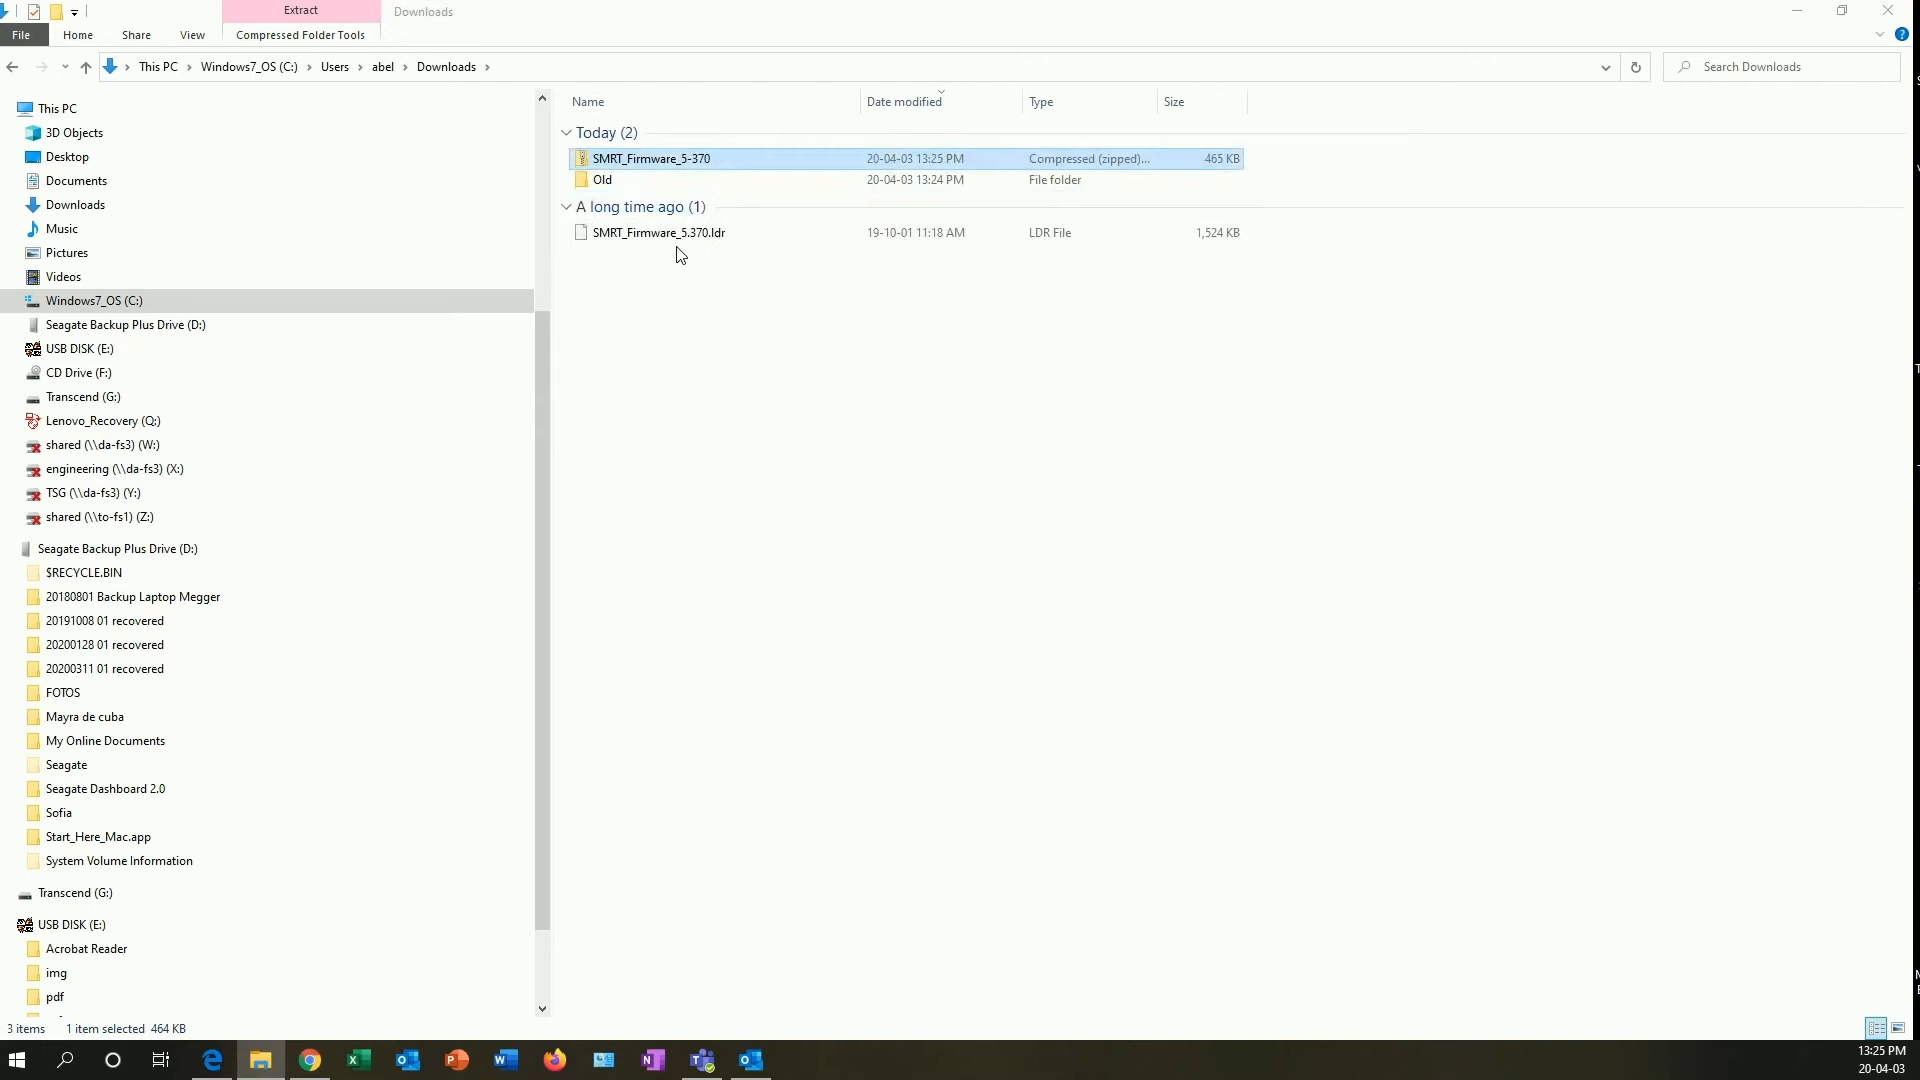 Extract
Downloads
File
Home
Share
View
Compressed Folder Tools
This PC
Windows7_OS (C:)
Users
abel
Downloads
Search Downloads
Name
Date modified
Type
Size
Today (2)
SMRT_Firmware_5-370
20-04-03 13:25 PM
Compressed (zipped)...
465 KB
Old
20-04-03 13:24 PM
File folder
A long time ago (1)
SMRT_Firmware_5.370.ldr
19-10-01 11:18 AM
LDR File
1,524 KB
This PC
3D Objects
Desktop
Documents
Downloads
Music
Pictures
Videos
Windows7_OS (C:)
Seagate Backup Plus Drive (D:)
USB DISK (E:)
CD Drive (F:)
Transcend (G:)
Lenovo_Recovery (Q:)
shared (\\da-fs3) (W:)
engineering (\\da-fs3) (X:)
TSG (\\da-fs3) (Y:)
shared (\\to-fs1) (Z:)
Seagate Backup Plus Drive (D:)
$RECYCLE.BIN
20180801 Backup Laptop Megger
20191008 01 recovered
20200128 01 recovered
20200311 01 recovered
FOTOS
Mayra de cuba
My Online Documents
Seagate
Seagate Dashboard 2.0
Sofia
Start_Here_Mac.app
System Volume Information
Transcend (G:)
USB DISK (E:)
Acrobat Reader
img
pdf
3 items
1 item selected 464 KB
13:25 PM
20-04-03